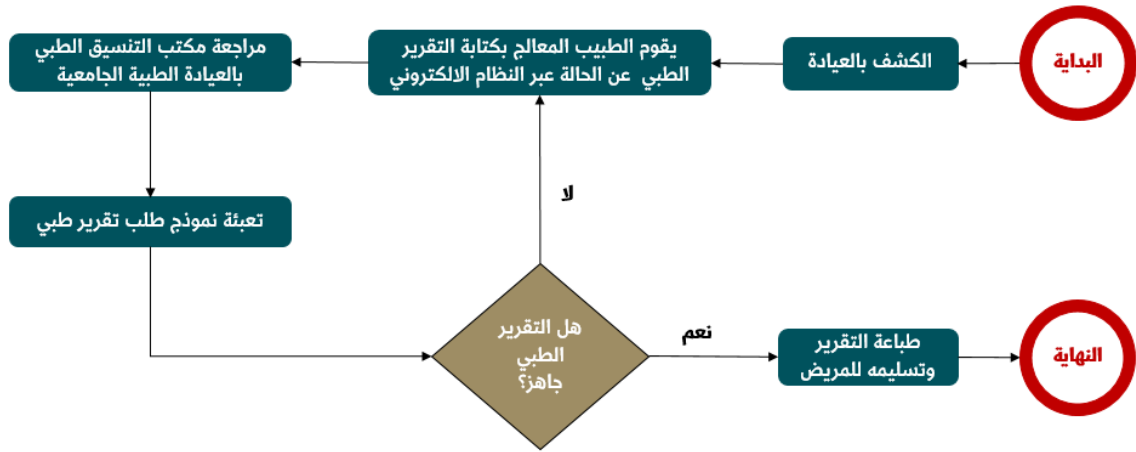 البداية
الكشف بالعيادة
يقوم الطبيب المعالج بكتابة التقرير
الطبي عن الحالة عبر النظام الالكتروني
مراجعة مكتب التنسيق الطبي
بالعيادة الطبية الجامعية
تعبئة نموذج طلب تقرير طبي
هل التقرير
الطبي
جاهز؟
لا
نعم
طباعة التقرير
وتسليمه للمريض
النهاية